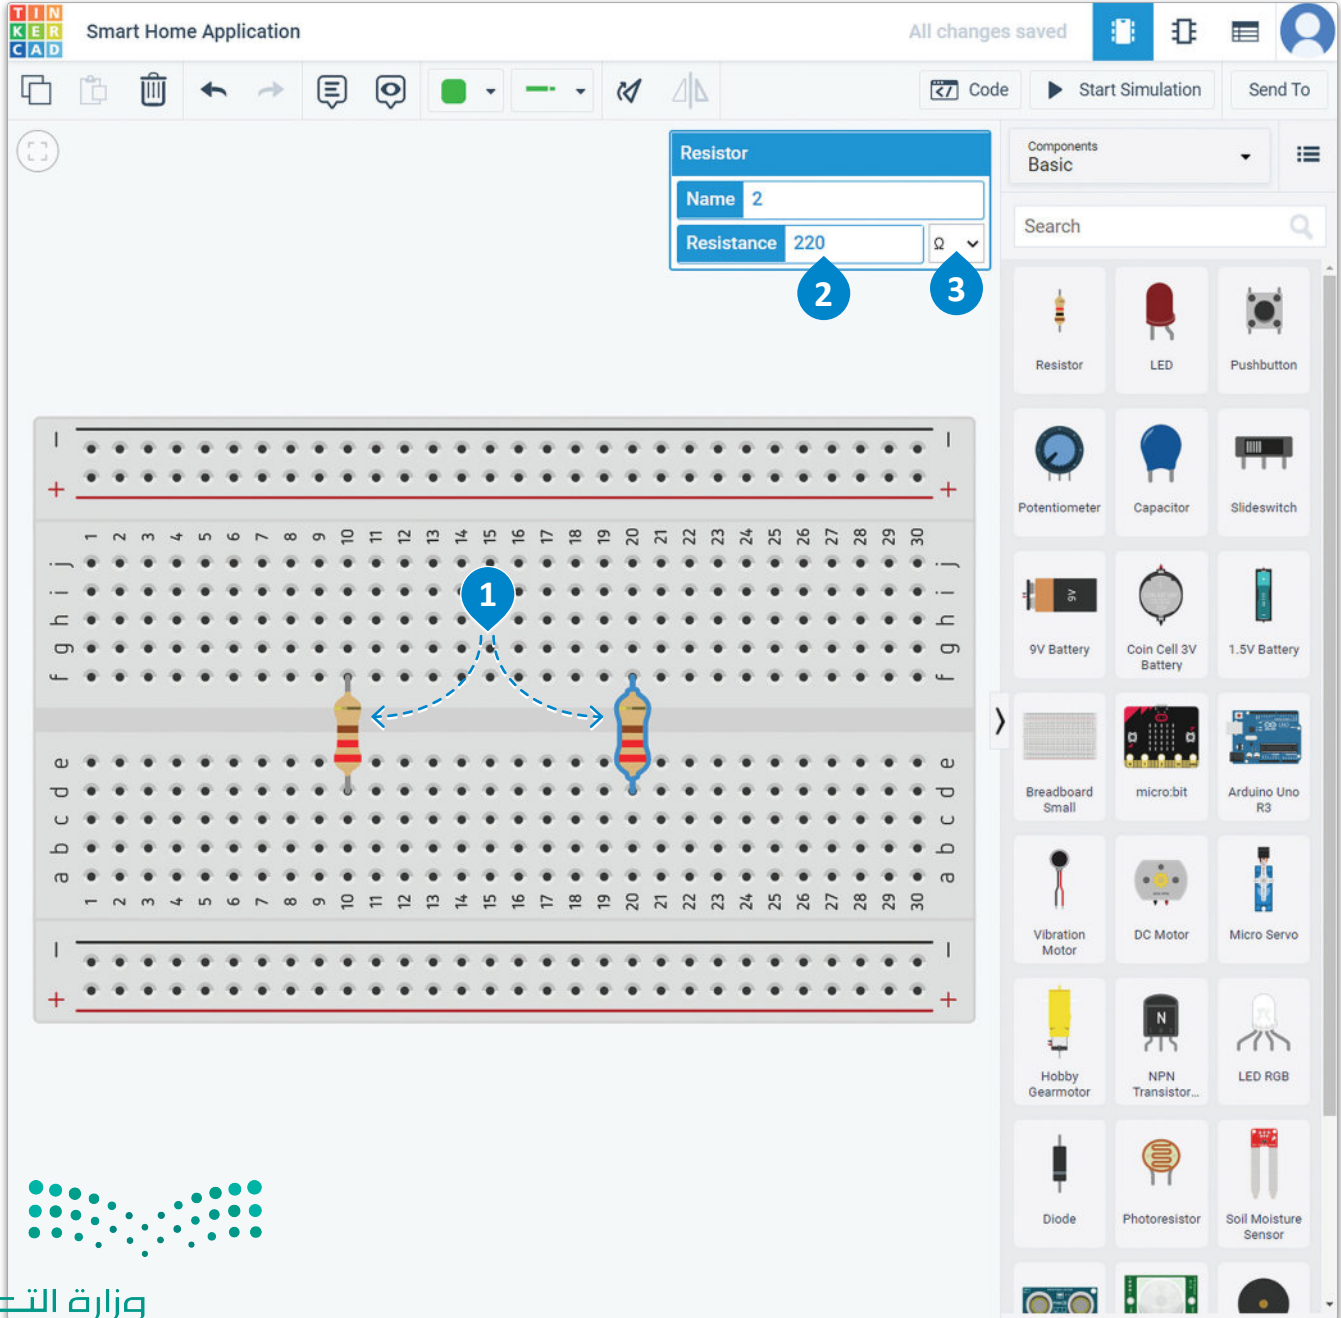 TIN
KER
CAD
Smart Home Application
All changes saved
Code
Start Simulation
Send To
Resistor
Name 2
Resistance 220 Ω
2
3
Components
Basic
Search
Resistor
LED
Pushbutton
Potentiometer
Capacitor
Slideswitch
9V
9V Battery
Coin Cell 3V
Battery
1.5V Battery
Breadboard
Small
micro:bit
Arduino Uno
R3
Vibration
Motor
DC Motor
Micro Servo
Hobby
Gearmotor
N
NPN
Transistor...
LED RGB
Diode
Photoresistor
Soil Moisture
Sensor
1
+ +
1 2 3 4 5 6 7 8 9 10 11 12 13 14 15 16 17 18 19 20 21 22 23 24 25 26 27 28 29 30
j j
i i
h h
g g
f f
e e
d d
c c
b b
a a
1 2 3 4 5 6 7 8 9 10 11 12 13 14 15 16 17 18 19 20 21 22 23 24 25 26 27 28 29 30
+ +
وزارة التـ